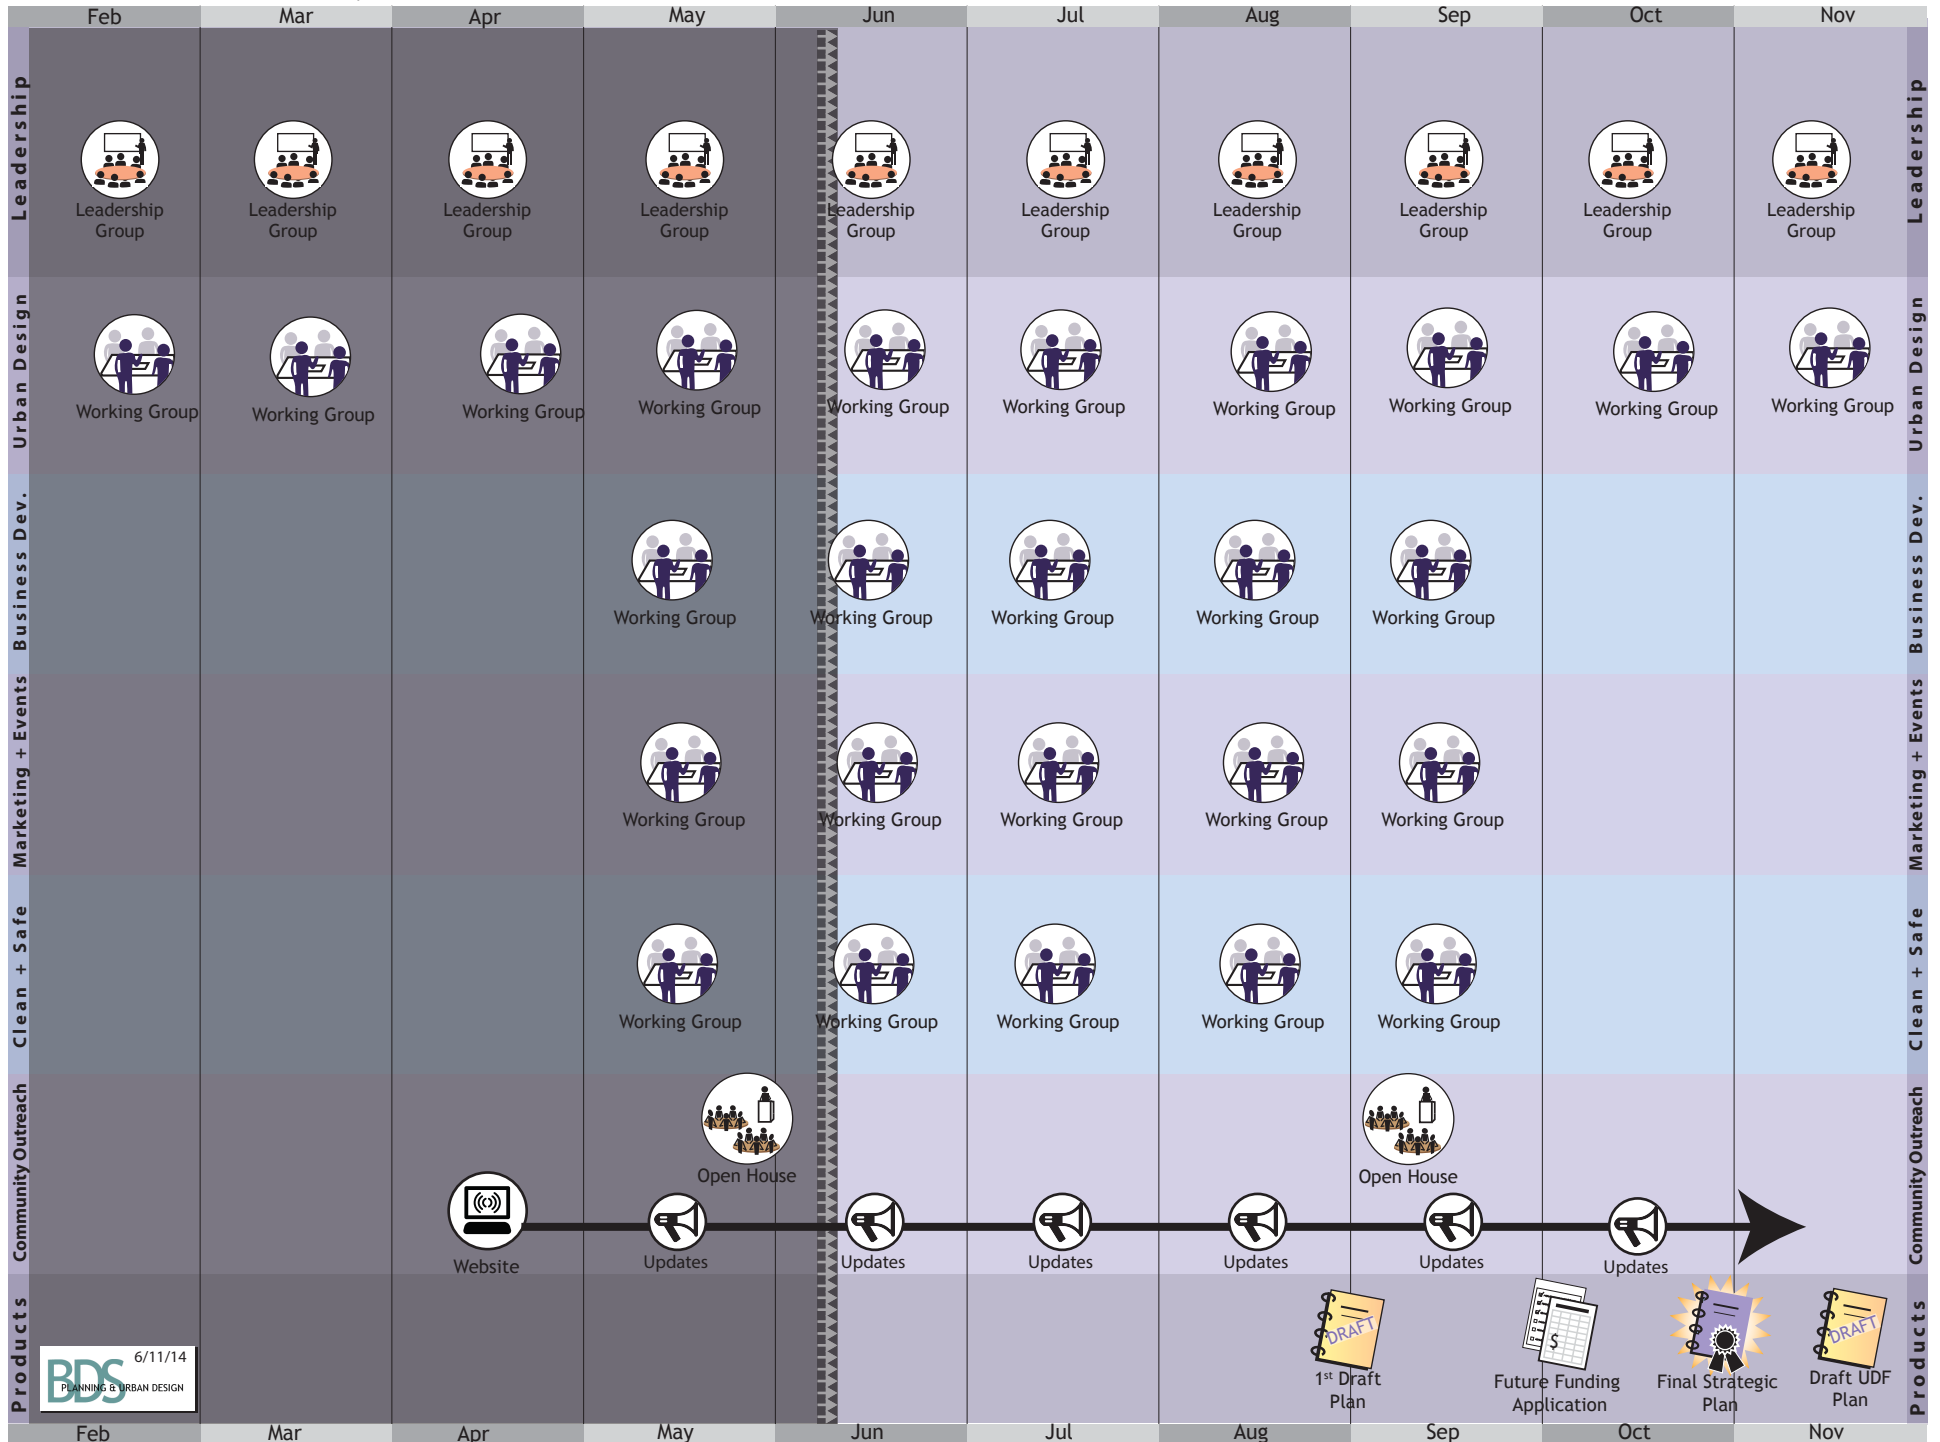 Feb Mar Apr May Jun Jul Aug Sep Oct Nov
Leadership
Leadership
Leadership Group
Leadership Group
Leadership Group
Leadership Group
Leadership Group
Leadership Group
Leadership Group
Leadership Group
Leadership Group
Leadership Group
Urban Design
Urban Design
Working Group
Working Group
Working Group
Working Group
Working Group
Working Group
Working Group
Working Group
Working Group
Working Group
Business Dev.
Business Dev.
Working Group
Working Group
Working Group
Working Group
Working Group
Marketing + Events
Marketing + Events
Working Group
Working Group
Working Group
Working Group
Working Group
Clean + Safe
Clean + Safe
Working Group
Working Group
Working Group
Working Group
Working Group
Community Outreach
Community Outreach
Open House
Open House
Website
Updates
Updates
Updates
Updates
Updates
Updates
Products
Products
DRAFT
1st Draft
Plan
$
Future Funding
Application
Final Strategic
Plan
DRAFT
Draft UDF
Plan
6/11/14
BDS
PLANNING & URBAN DESIGN
Feb Mar Apr May Jun Jul Aug Sep Oct Nov